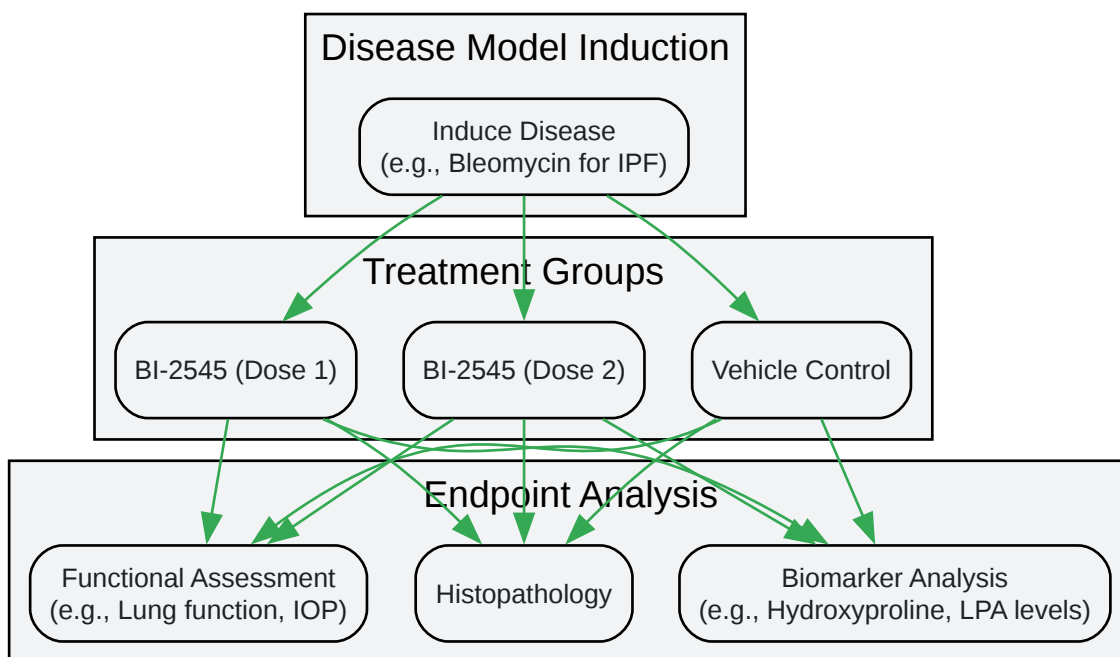 Disease Model Induction
Induce Disease
(e.g., Bleomycin for IPF)
Treatment Groups
BI-2545 (Dose 1)
BI-2545 (Dose 2)
Vehicle Control
Endpoint Analysis
Functional Assessment
(e.g., Lung function, IOP)
Histopathology
Biomarker Analysis
(e.g., Hydroxyproline, LPA levels)